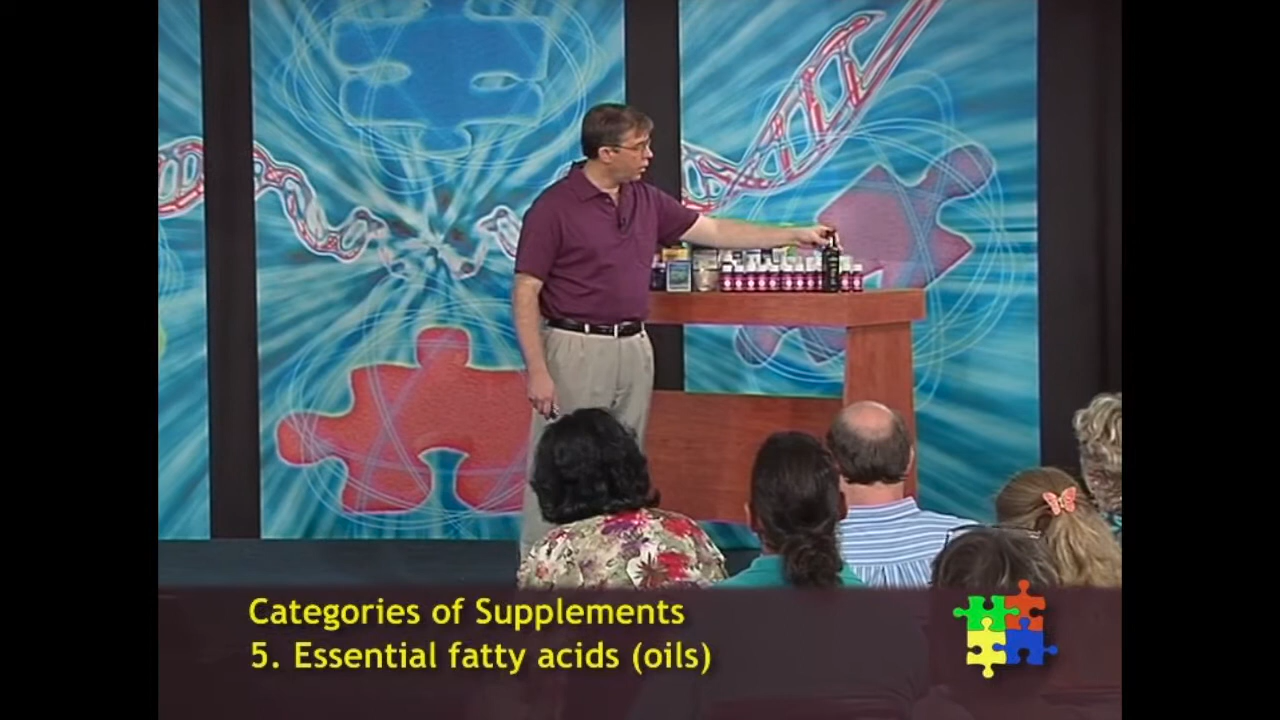 Categories of Supplements
5. Essential fatty acids (oils)